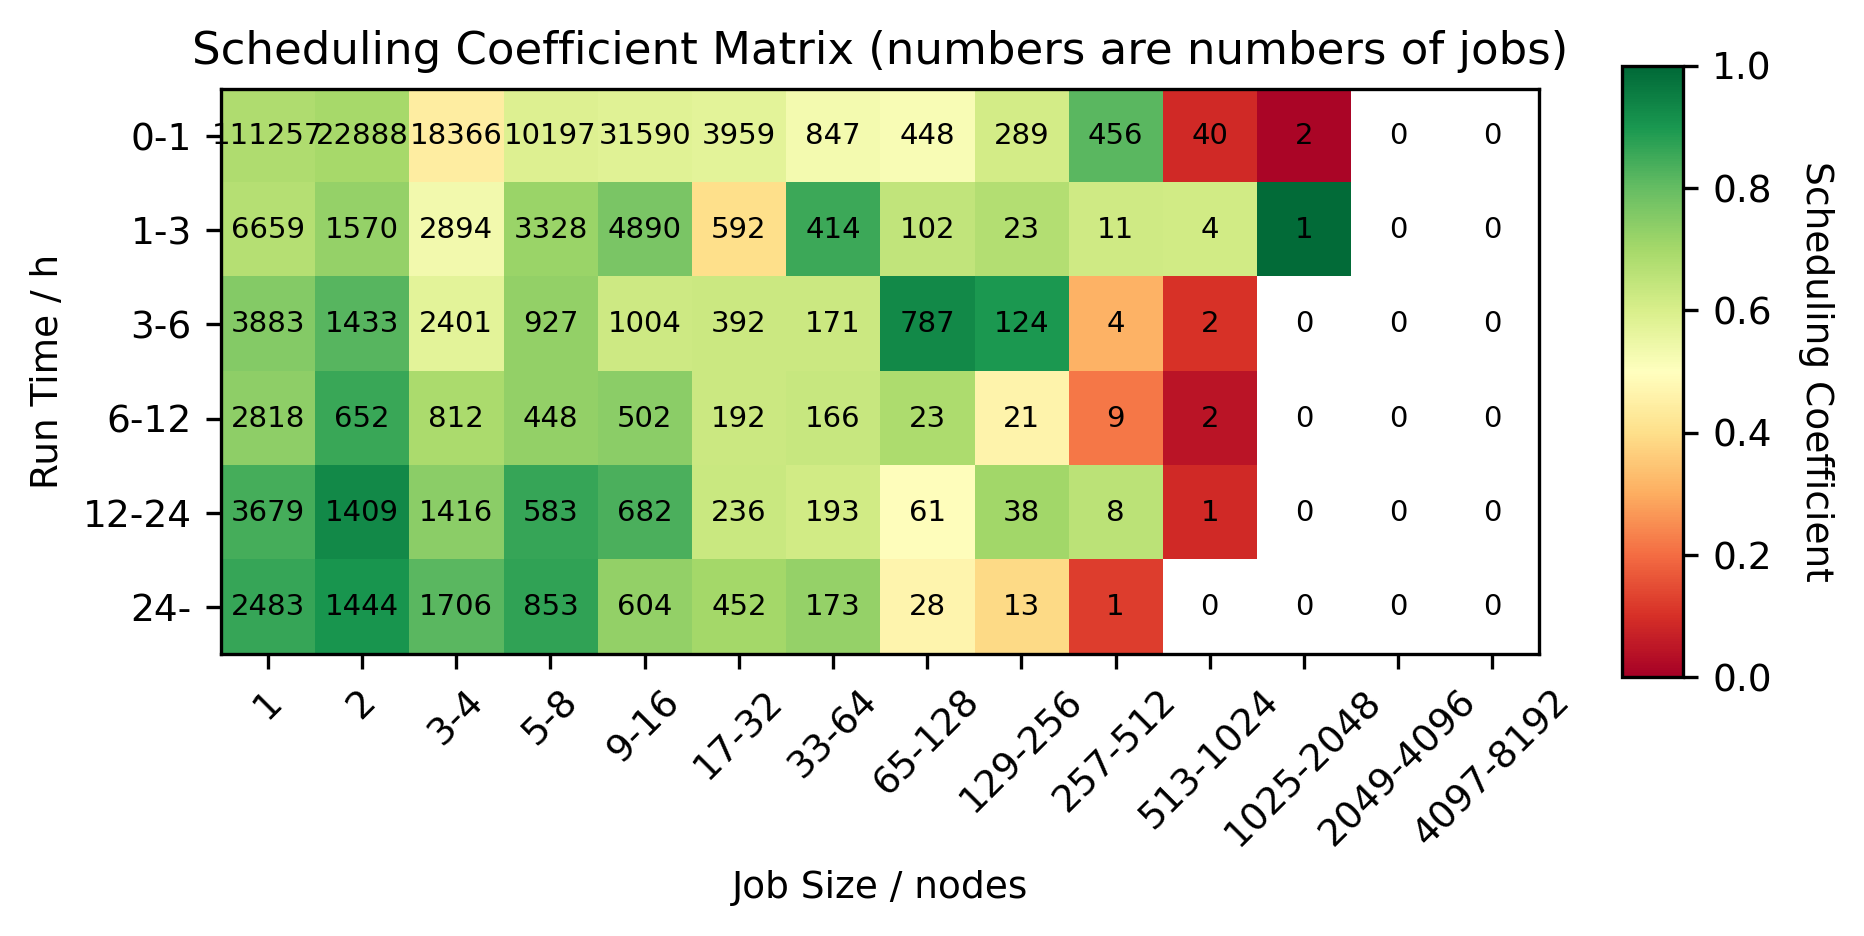 Scheduling Coefficient Matrix (numbers are numbers of jobs)
0-1 111257 22888 18366 10197 31590 3959 847 448 289 456 40 2 0 0
1-3 6659 1570 2894 3328 4890 592 414 102 23 11 4 1 0 0
3-6 3883 1433 2401 927 1004 392 171 787 124 4 2 0 0 0
6-12 2818 652 812 448 502 192 166 23 21 9 2 0 0 0
12-24 3679 1409 1416 583 682 236 193 61 38 8 1 0 0 0
24- 2483 1444 1706 853 604 452 173 28 13 1 0 0 0 0
1 2 3-4 5-8 9-16 17-32 33-64 65-128 129-256 257-512 513-1024 1025-2048 2049-4096 4097-8192
Job Size / nodes
Run Time / h
1.0
0.8
0.6
0.4
0.2
0.0
Scheduling Coefficient